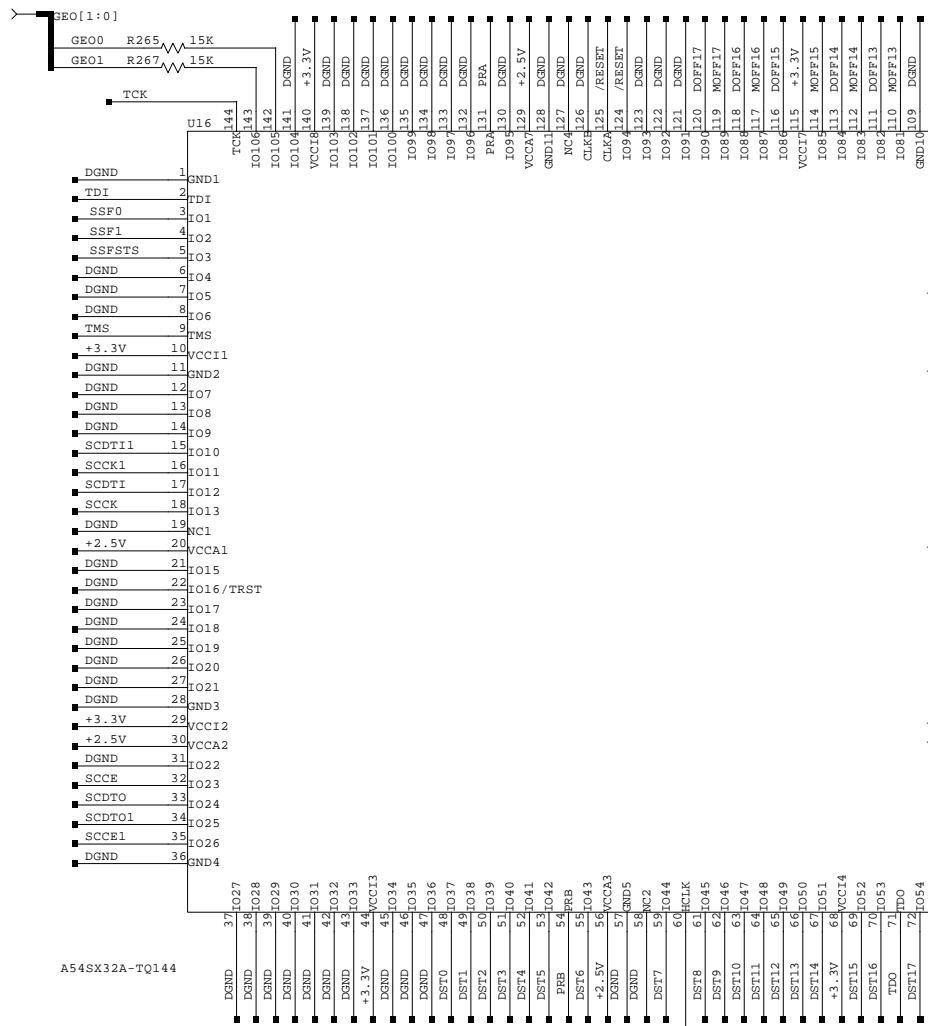 GEO[1:0]
GEO0 R265 15K
GEO1 R267 15K
TCK
DGND +3.3V DGND DGND DGND DGND DGND DGND DGND DGND PRA DGND +2.5V DGND DGND DGND /RESET /RESET DGND DGND DGND DOFF17 MOFF17 DOFF16 MOFF16 DOFF15 +3.3V MOFF15 DOFF14 MOFF14 DOFF13 MOFF13 DGND
U16
144 143 142 141 140 139 138 137 136 135 134 133 132 131 130 129 128 127 126 125 124 123 122 121 120 119 118 117 116 115 114 113 112 111 110 109
TCK IO106 IO105 IO104 VCCI8 IO103 IO102 IO101 IO100 IO99 IO98 IO97 IO96 PRA IO95 VCCA7 GND11 NC4 CLKB CLKA IO94 IO93 IO92 IO91 IO90 IO89 IO88 IO87 IO86 VCCI7 IO85 IO84 IO83 IO82 IO81 GND10
DGND 1 GND1
TDI 2 TDI
SSF0 3 IO1
SSF1 4 IO2
SSFSTS 5 IO3
DGND 6 IO4
DGND 7 IO5
DGND 8 IO6
TMS 9 TMS
+3.3V 10 VCCI1
DGND 11 GND2
DGND 12 IO7
DGND 13 IO8
DGND 14 IO9
SCDTI1 15 IO10
SCCK1 16 IO11
SCDTI 17 IO12
SCCK 18 IO13
DGND 19 NC1
+2.5V 20 VCCA1
DGND 21 IO15
DGND 22 IO16/TRST
DGND 23 IO17
DGND 24 IO18
DGND 25 IO19
DGND 26 IO20
DGND 27 IO21
DGND 28 GND3
+3.3V 29 VCCI2
+2.5V 30 VCCA2
DGND 31 IO22
SCCE 32 IO23
SCDTO 33 IO24
SCDTO1 34 IO25
SCCE1 35 IO26
DGND 36 GND4
IO27 IO28 IO29 IO30 IO31 IO32 IO33 VCCI3 IO34 IO35 IO36 IO37 IO38 IO39 IO40 IO41 IO42 PRB IO43 VCCA3 GND5 NC2 IO44 HCLK IO45 IO46 IO47 IO48 IO49 IO50 IO51 VCCI4 IO52 IO53 TDO IO54
37 38 39 40 41 42 43 44 45 46 47 48 49 50 51 52 53 54 55 56 57 58 59 60 61 62 63 64 65 66 67 68 69 70 71 72
A54SX32A-TQ144
DGND DGND DGND DGND DGND DGND DGND +3.3V DGND DGND DGND DST0 DST1 DST2 DST3 DST4 DST5 PRB DST6 +2.5V DGND DGND DST7 DST8 DST9 DST10 DST11 DST12 DST13 DST14 +3.3V DST15 DST16 TDO DST17